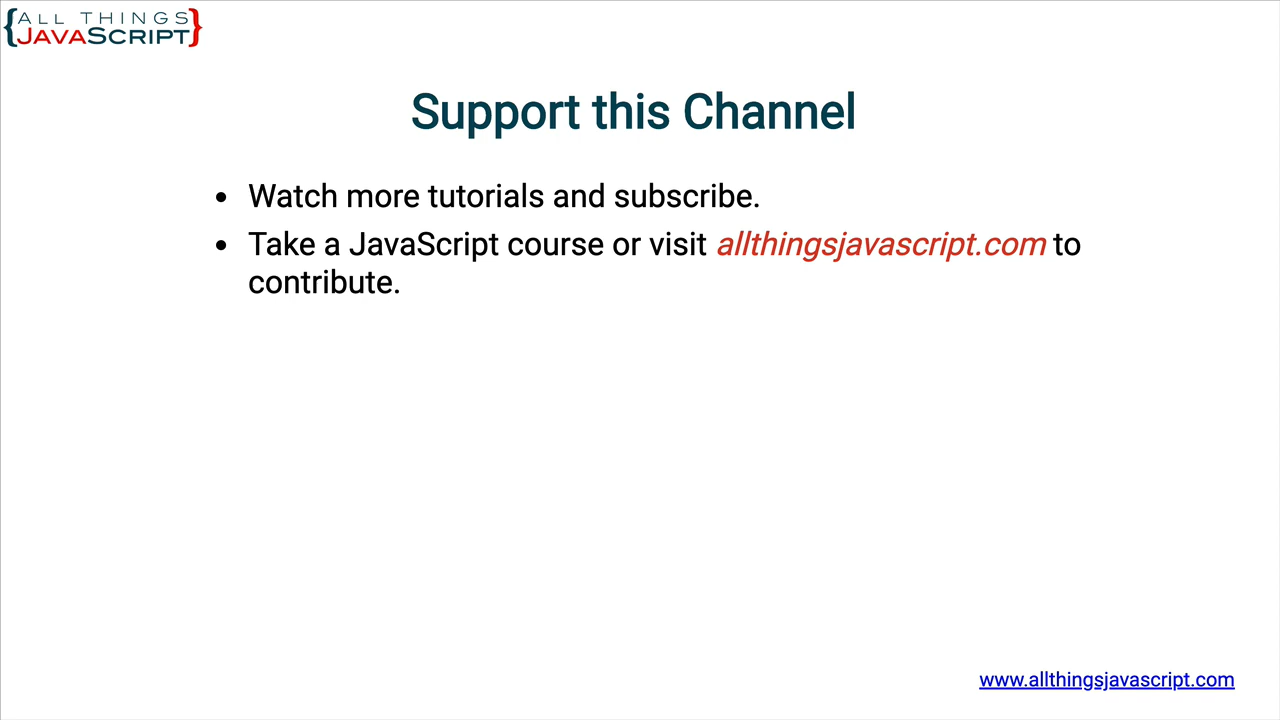 {ALL THINGS
JAVASCRIPT}
Support this Channel
• Watch more tutorials and subscribe.
• Take a JavaScript course or visit allthingsjavascript.com to
contribute.
www.allthingsjavascript.com